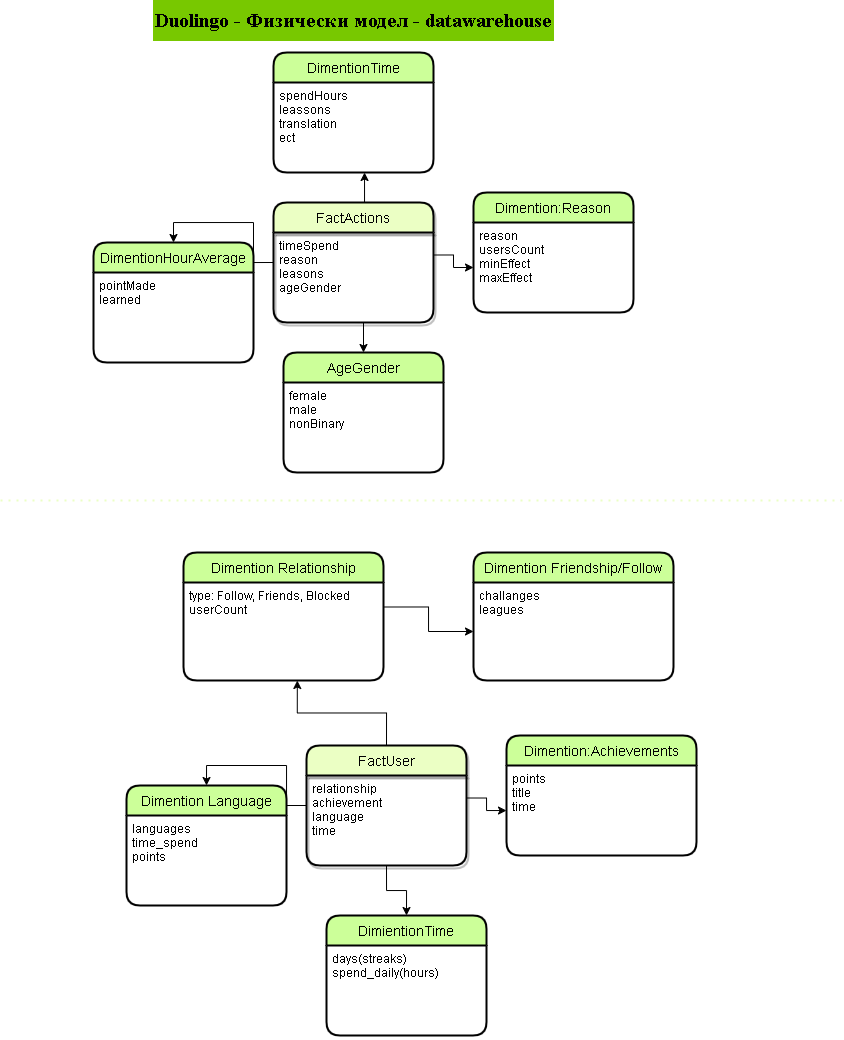 Duolingo - Физически модел - datawarehouse
DimentionTime
spendHours
leassons
translation
ect
FactActions
timeSpend
reason
leasons
ageGender
Dimention:Reason
reason
usersCount
minEffect
maxEffect
DimentionHourAverage
pointMade
learned
AgeGender
female
male
nonBinary
Dimention Relationship
type: Follow, Friends, Blocked
userCount
Dimention Friendship/Follow
challanges
leagues
FactUser
relationship
achievement
language
time
Dimention:Achievements
points
title
time
Dimention Language
languages
time_spend
points
DimientionTime
days(streaks)
spend_daily(hours)